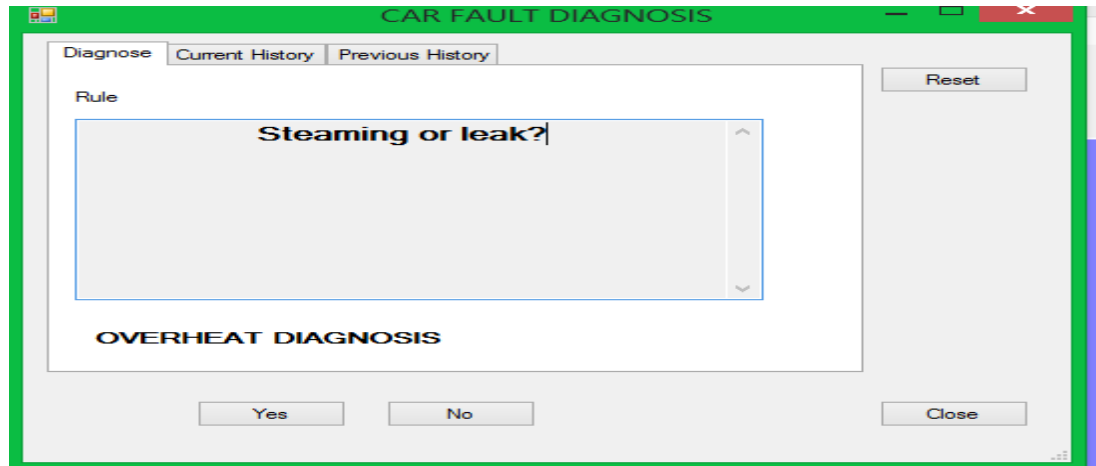 CAR FAULT DIAGNOSIS
Diagnose Current History Previous History
Reset
Rule
Steaming or leak?
OVERHEAT DIAGNOSIS
Yes No Close